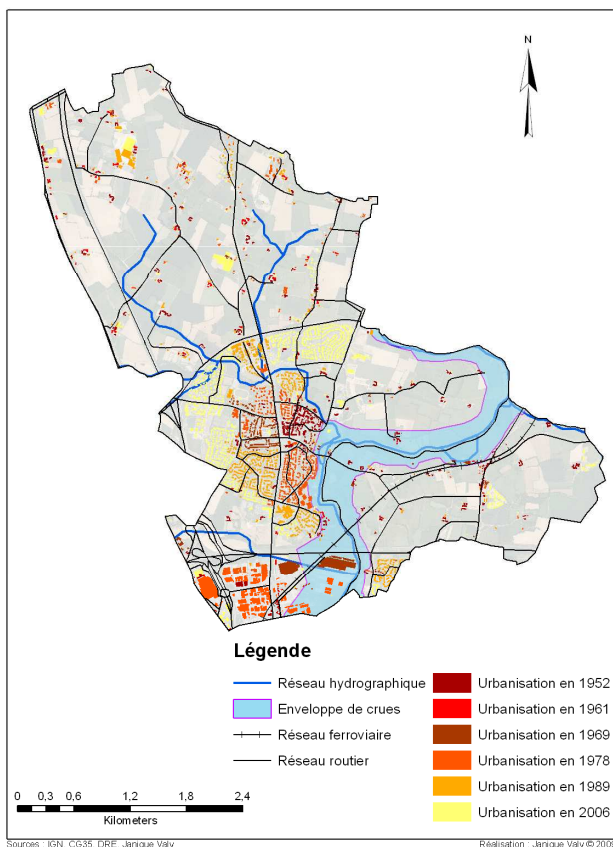 N
Légende
Réseau hydrographique
Enveloppe de crues
Réseau ferroviaire
Réseau routier
Urbanisation en 1952
Urbanisation en 1961
Urbanisation en 1969
Urbanisation en 1978
Urbanisation en 1989
Urbanisation en 2006
0 0,3 0,6 1,2 1,8 2,4
Kilometers
Sources : IGN, CG35, DRE, Janique Valy
Réalisation : Janique Valy © 2009